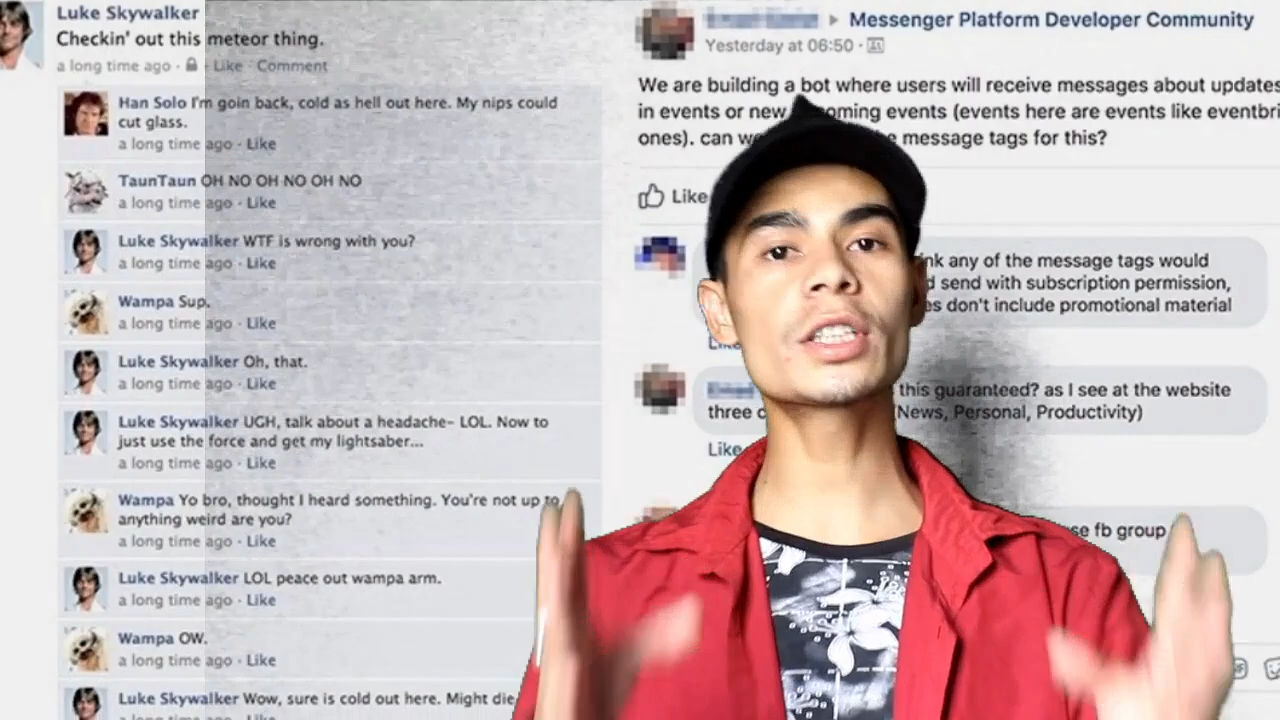 Luke Skywalker
Checkin' out this meteor thing.
a long time ago · Like · Comment
Han Solo I'm goin back, cold as hell out here. My nips could
cut glass.
a long time ago · Like
TaunTaun OH NO OH NO OH NO
a long time ago · Like
Luke Skywalker WTF is wrong with you?
a long time ago · Like
Wampa Sup.
a long time ago · Like
Luke Skywalker Oh, that.
a long time ago · Like
Luke Skywalker UGH, talk about a headache- LOL. Now to
just use the force and get my lightsaber...
a long time ago · Like
Wampa Yo bro, thought I heard something. You're not up to
anything weird are you?
a long time ago · Like
Luke Skywalker LOL peace out wampa arm.
a long time ago · Like
Wampa OW.
a long time ago · Like
Luke Skywalker Wow, sure is cold out here. Might die
Messenger Platform Developer Community
Yesterday at 06:50 ·
We are building a bot where users will receive messages about updates
in events or new events (events here are events like
ones). can message tags for this?
Like
any of the message tags would
send with subscription permission,
don't include promotional material
this guaranteed? as I see at the website
three (News, Personal, Productivity)
Like
fb group